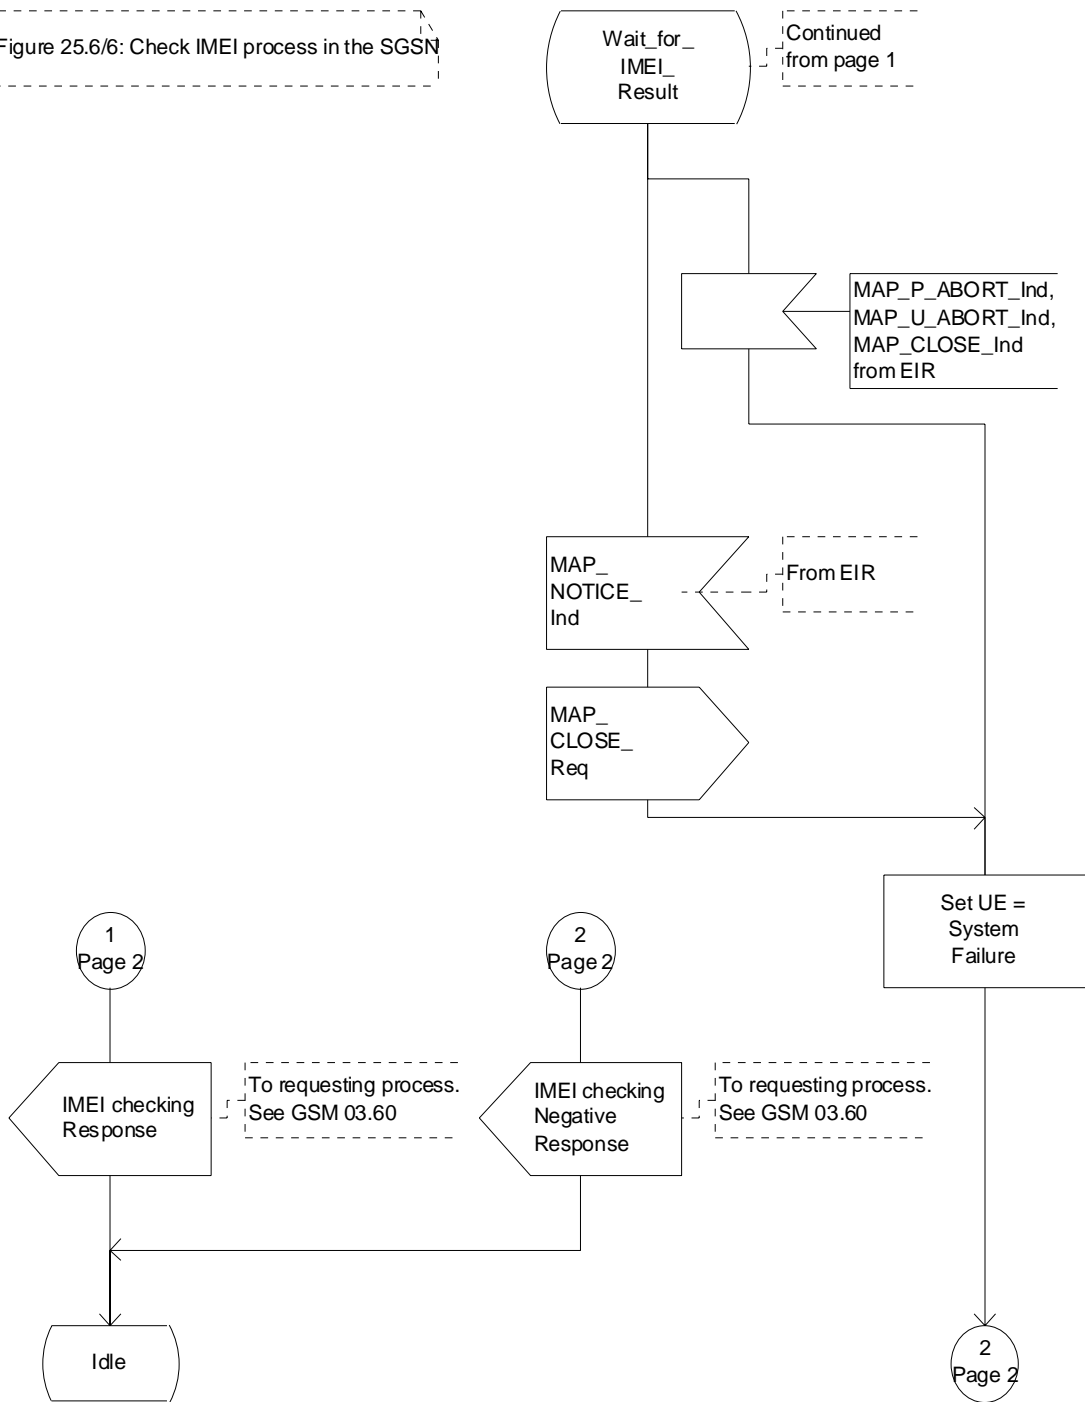 Figure 25.6/6: Check IMEI process in the SGSN
Wait_for_
IMEI_
Result
Continued
from page 1
MAP_P_ABORT_Ind,
MAP_U_ABORT_Ind,
MAP_CLOSE_Ind
from EIR
MAP_
NOTICE_
Ind
From EIR
MAP_
CLOSE_
Req
Set UE =
System
Failure
1
Page 2
2
Page 2
IMEI checking
Response
To requesting process.
See GSM 03.60
IMEI checking
Negative
Response
To requesting process.
See GSM 03.60
Idle
2
Page 2